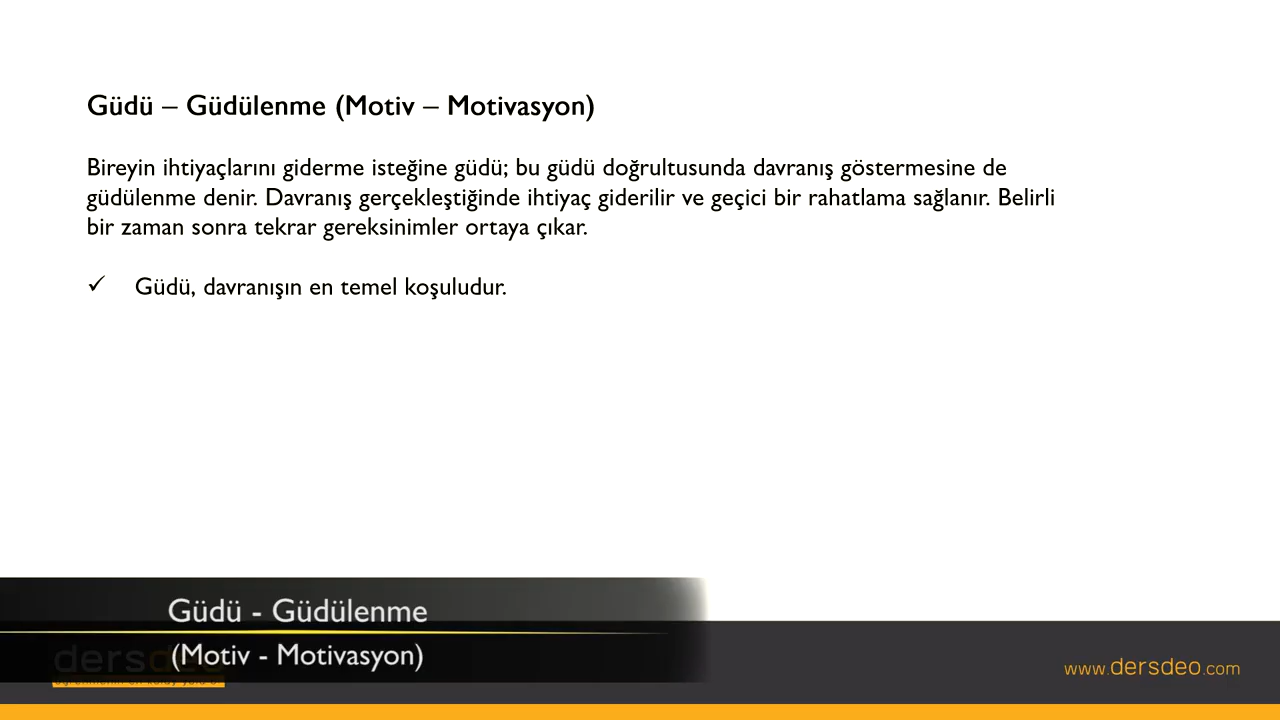 Güdü – Güdülenme (Motiv – Motivasyon)
Bireyin ihtiyaçlarını giderme isteğine güdü; bu güdü doğrultusunda davranış göstermesine de
güdülenme denir. Davranış gerçekleştiğinde ihtiyaç giderilir ve geçici bir rahatlama sağlanır. Belirli
bir zaman sonra tekrar gereksinimler ortaya çıkar.
✓ Güdü, davranışın en temel koşuludur.
Güdü - Güdülenme
(Motiv - Motivasyon)
dersdeo
www.dersdeo.com